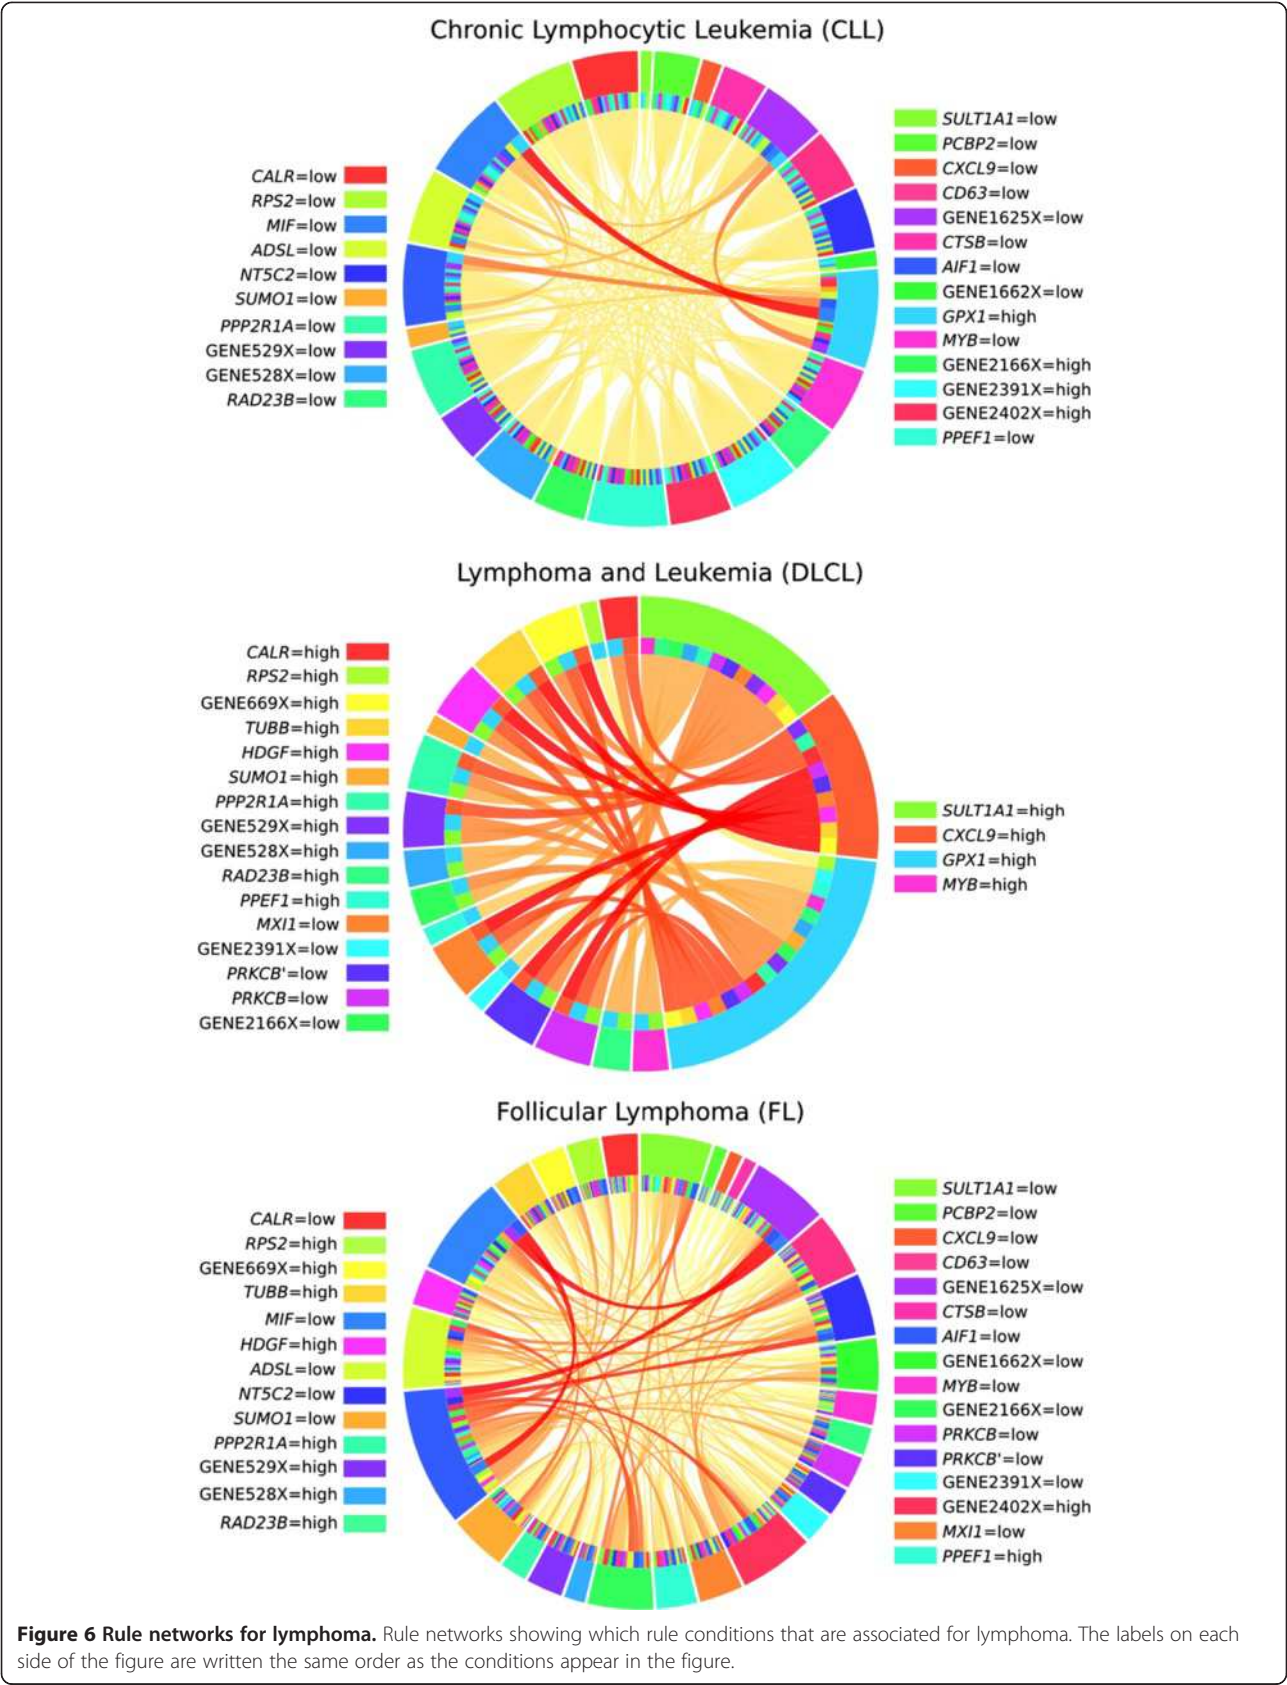 Chronic Lymphocytic Leukemia (CLL)
CALR=low
RPS2=low
MIF=low
ADSL=low
NT5C2=low
SUMO1=low
PPP2R1A=low
GENE529X=low
GENE528X=low
RAD23B=low
SULT1A1=low
PCBP2=low
CXCL9=low
CD63=low
GENE1625X=low
CTSB=low
AIF1=low
GENE1662X=low
GPX1=high
MYB=low
GENE2166X=high
GENE2391X=high
GENE2402X=high
PPEF1=low
Lymphoma and Leukemia (DLCL)
CALR=high
RPS2=high
GENE669X=high
TUBB=high
HDGF=high
SUMO1=high
PPP2R1A=high
GENE529X=high
GENE528X=high
RAD23B=high
PPEF1=high
MXI1=low
GENE2391X=low
PRKCB'=low
PRKCB=low
GENE2166X=low
SULT1A1=high
CXCL9=high
GPX1=high
MYB=high
Follicular Lymphoma (FL)
CALR=low
RPS2=high
GENE669X=high
TUBB=high
MIF=low
HDGF=high
ADSL=low
NT5C2=low
SUMO1=low
PPP2R1A=high
GENE529X=high
GENE528X=high
RAD23B=high
SULT1A1=low
PCBP2=low
CXCL9=low
CD63=low
GENE1625X=low
CTSB=low
AIF1=low
GENE1662X=low
MYB=low
GENE2166X=low
PRKCB=low
PRKCB'=low
GENE2391X=low
GENE2402X=high
MXI1=low
PPEF1=high
Figure 6 Rule networks for lymphoma. Rule networks showing which rule conditions that are associated for lymphoma. The labels on each
side of the figure are written the same order as the conditions appear in the figure.